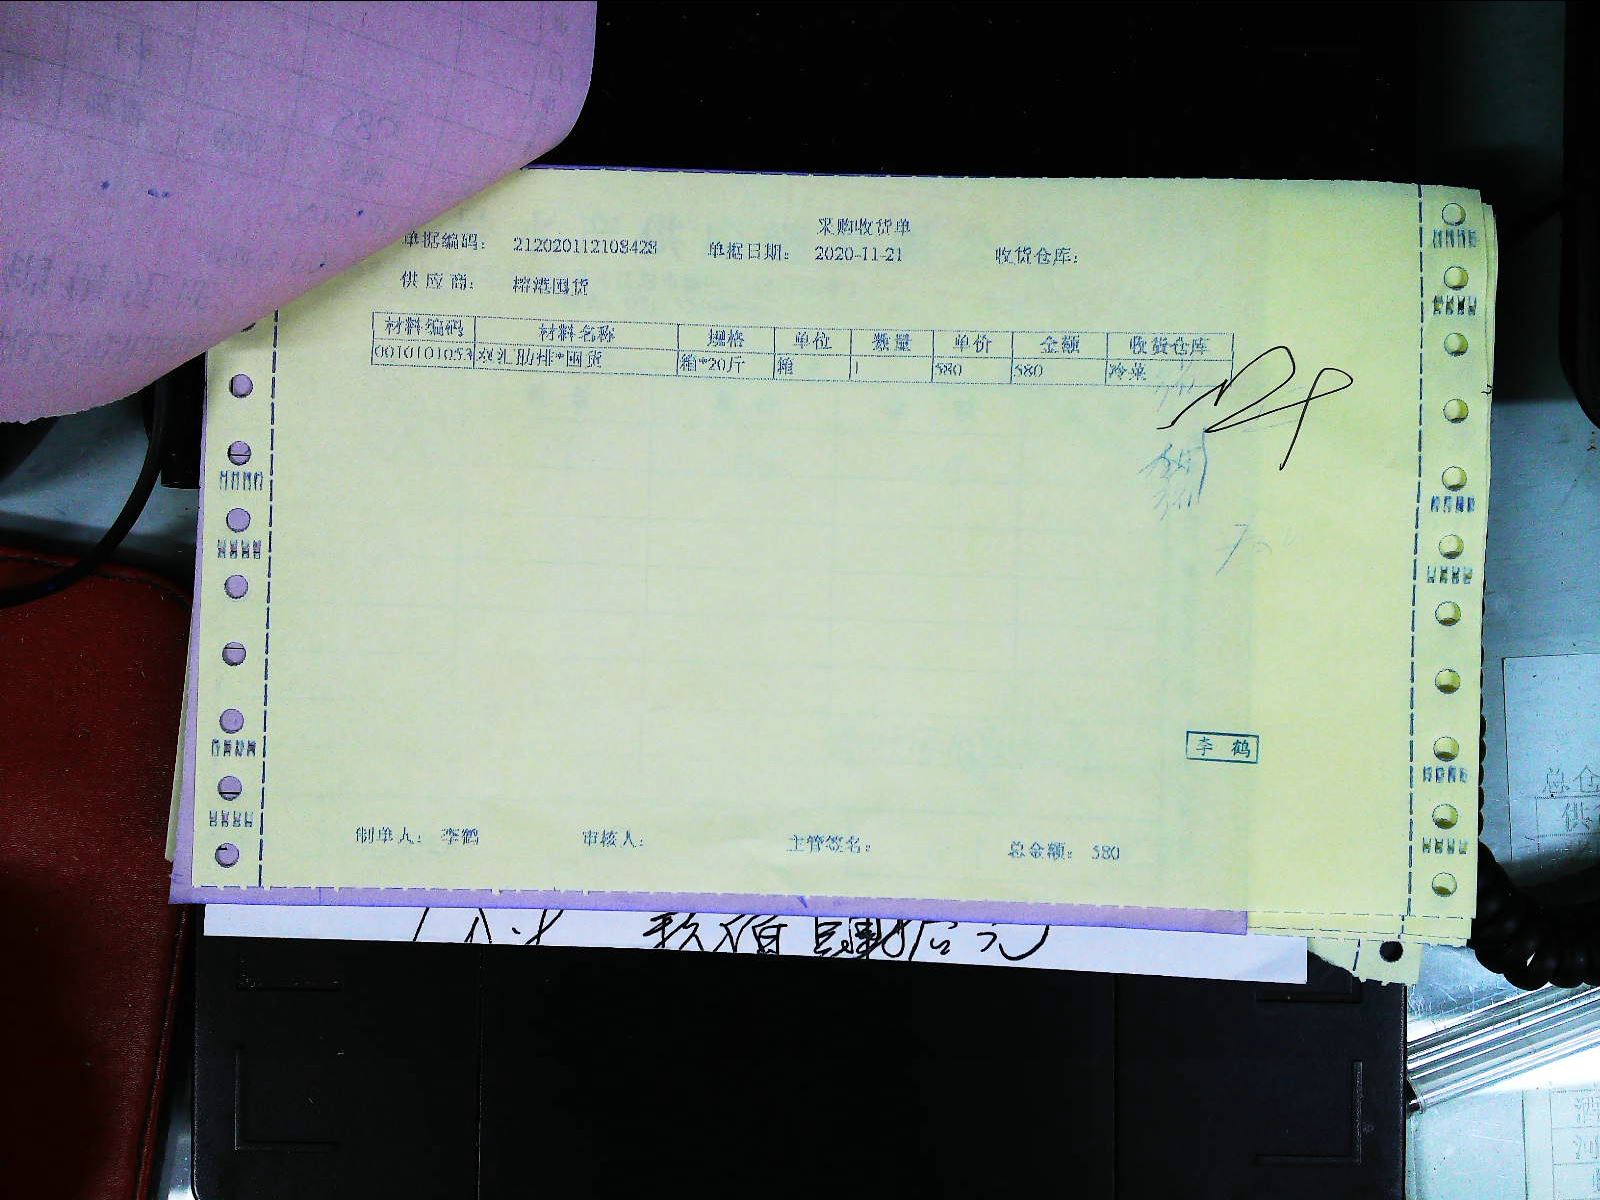 采购收货单
单据编码： 212020112108428 单据日期： 2020-11-21 收货仓库：
供应商： 榕港囤货
材料编码 材料名称 规格 单位 数量 单价 金额 收货仓库
0010101053 双汇肋排*囤货 箱*20斤 箱 1 580 580 冷菜
李鹤
制单人： 李鹤 审核人： 主管签名： 总金额： 580